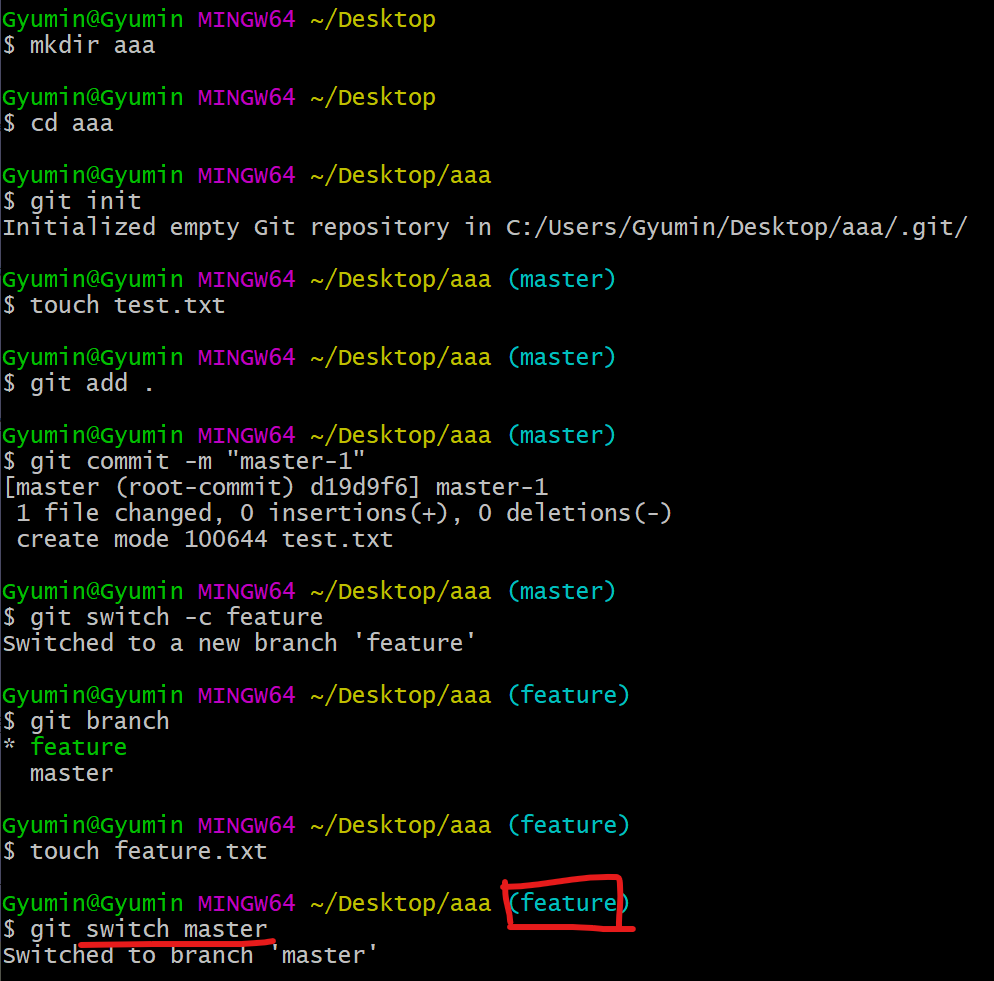 Gyumin@Gyumin MINGW64 ~/Desktop
$ mkdir aaa
Gyumin@Gyumin MINGW64 ~/Desktop
$ cd aaa
Gyumin@Gyumin MINGW64 ~/Desktop/aaa
$ git init
Initialized empty Git repository in C:/Users/Gyumin/Desktop/aaa/.git/
Gyumin@Gyumin MINGW64 ~/Desktop/aaa (master)
$ touch test.txt
Gyumin@Gyumin MINGW64 ~/Desktop/aaa (master)
$ git add .
Gyumin@Gyumin MINGW64 ~/Desktop/aaa (master)
$ git commit -m "master-1"
[master (root-commit) d19d9f6] master-1
 1 file changed, 0 insertions(+), 0 deletions(-)
 create mode 100644 test.txt
Gyumin@Gyumin MINGW64 ~/Desktop/aaa (master)
$ git switch -c feature
Switched to a new branch 'feature'
Gyumin@Gyumin MINGW64 ~/Desktop/aaa (feature)
$ git branch
* feature
  master
Gyumin@Gyumin MINGW64 ~/Desktop/aaa (feature)
$ touch feature.txt
Gyumin@Gyumin MINGW64 ~/Desktop/aaa (feature)
$ git switch master
Switched to branch 'master'